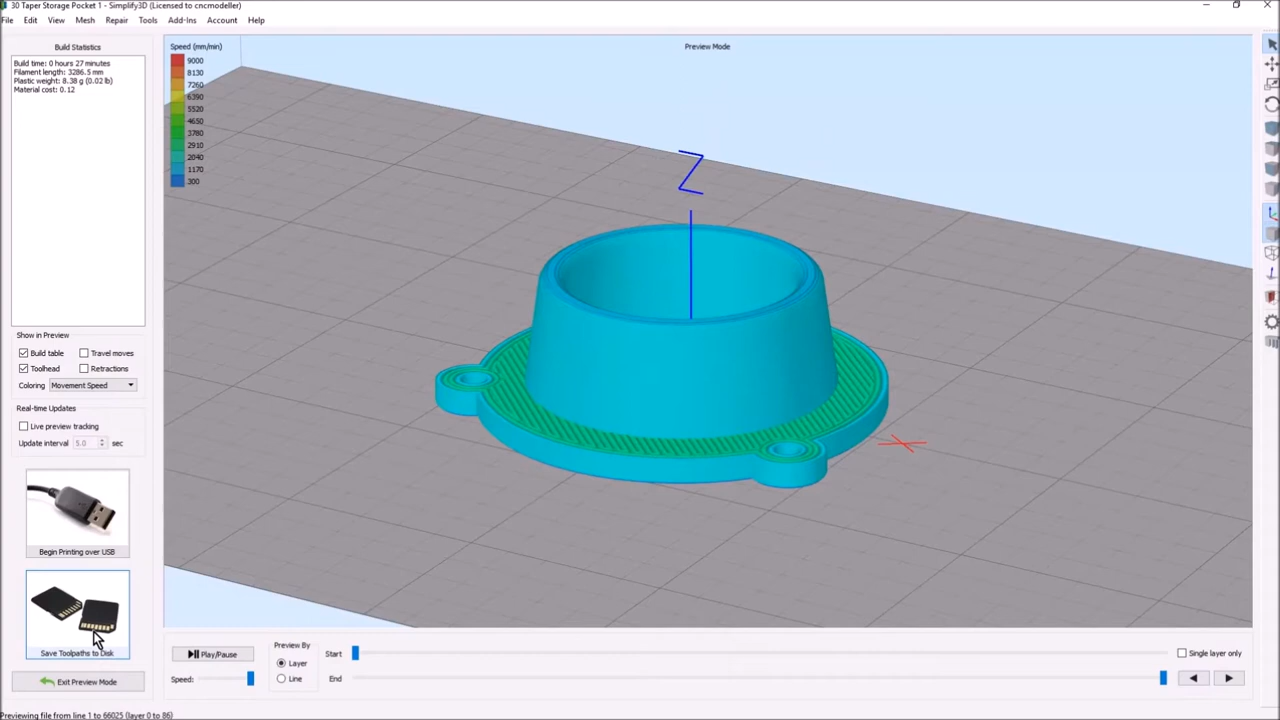 30 Taper Storage Pocket 1 - Simplify3D (Licensed to cncmodeller)
File Edit View Mesh Repair Tools Add-Ins Account Help
Build Statistics
Build time: 0 hours 27 minutes
Filament length: 3286.5 mm
Plastic weight: 8.38 g (0.02 lb)
Material cost: 0.12
Speed (mm/min)
9000
8130
7260
6390
5520
4650
3780
2910
2040
1170
300
Preview Mode
Z
Show in Preview
Build table Travel moves
Toolhead Retractions
Coloring Movement Speed
Real-time Updates
Live preview tracking
Update interval 5.0 sec
Begin Printing over USB
Save Toolpaths to Disk
Exit Preview Mode
Play/Pause
Speed:
Preview By
Layer
Line
Start
End
Single layer only
Previewing file from line 1 to 66025 (layer 0 to 86)